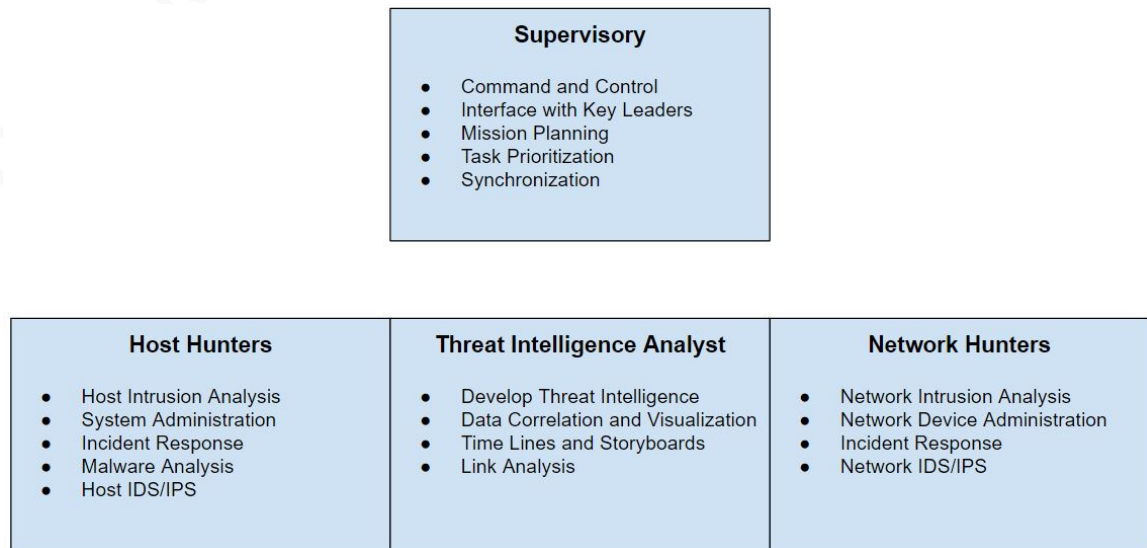 Supervisory
● Command and Control
● Interface with Key Leaders
● Mission Planning
● Task Prioritization
● Synchronization
Host Hunters
● Host Intrusion Analysis
● System Administration
● Incident Response
● Malware Analysis
● Host IDS/IPS
Threat Intelligence Analyst
● Develop Threat Intelligence
● Data Correlation and Visualization
● Time Lines and Storyboards
● Link Analysis
Network Hunters
● Network Intrusion Analysis
● Network Device Administration
● Incident Response
● Network IDS/IPS